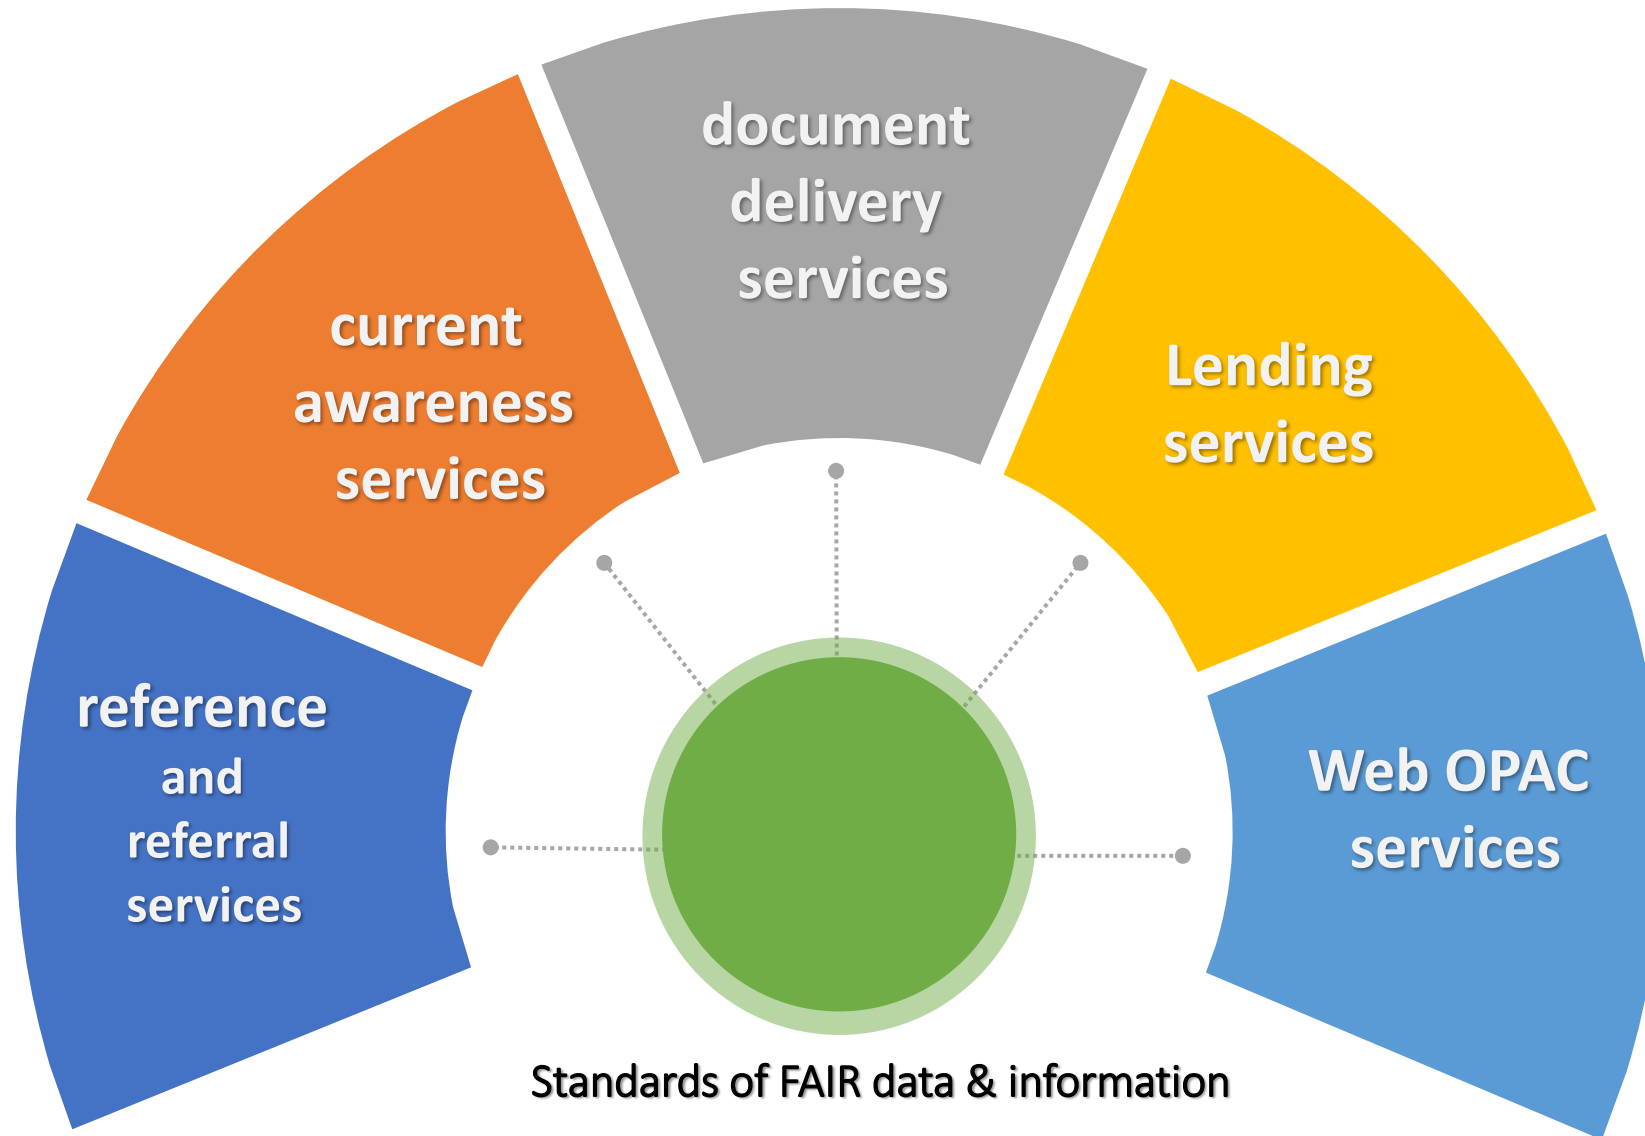 document
delivery
services
current
awareness
services
Lending
services
reference
and
referral
services
Web OPAC
services
Standards of FAIR data & information